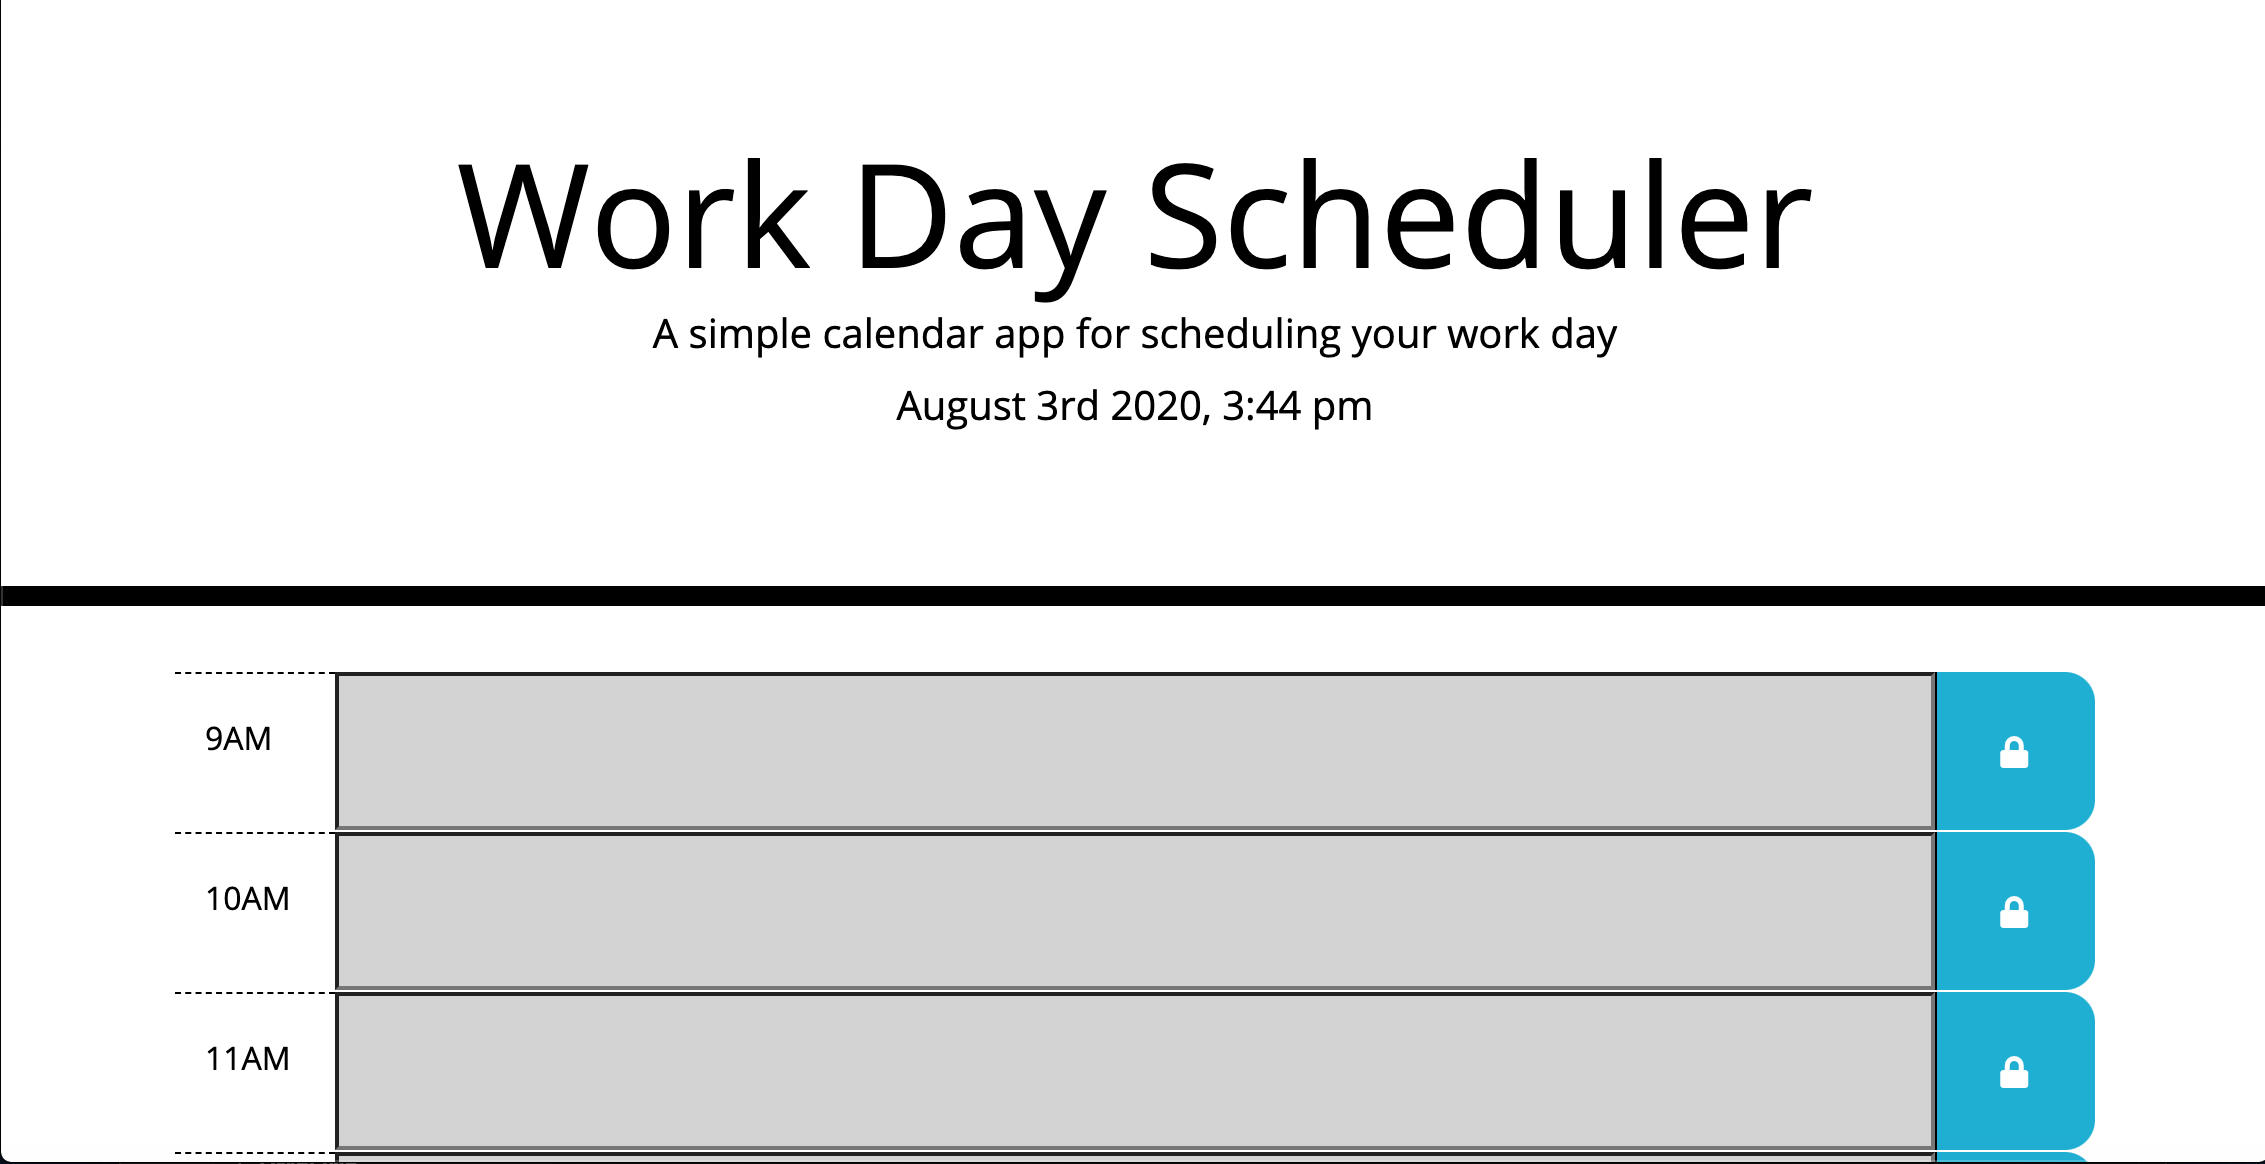 Work Day Scheduler
A simple calendar app for scheduling your work day
August 3rd 2020, 3:44 pm
9AM
10AM
11AM